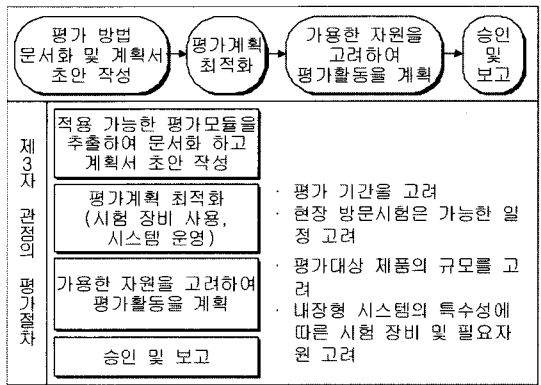 평가 방법
문서화 및 계획서
초안 작성
평가계획
최적화
가용한 자원을
고려하여
평가활동을 계획
승인
및
보고
제3자 관점의 평가절차
적용 가능한 평가모듈을
추출하여 문서화 하고
계획서 초안 작성
평가계획 최적화
(시험 장비 사용,
시스템 운영)
· 평가 기간을 고려
· 현장 방문시험은 가능한 일
정 고려
가용한 자원을 고려하여
평가활동을 계획
· 평가대상 제품의 규모를 고
려
· 내장형 시스템의 특수성에
따른 시험 장비 및 필요자
원 고려
승인 및 보고